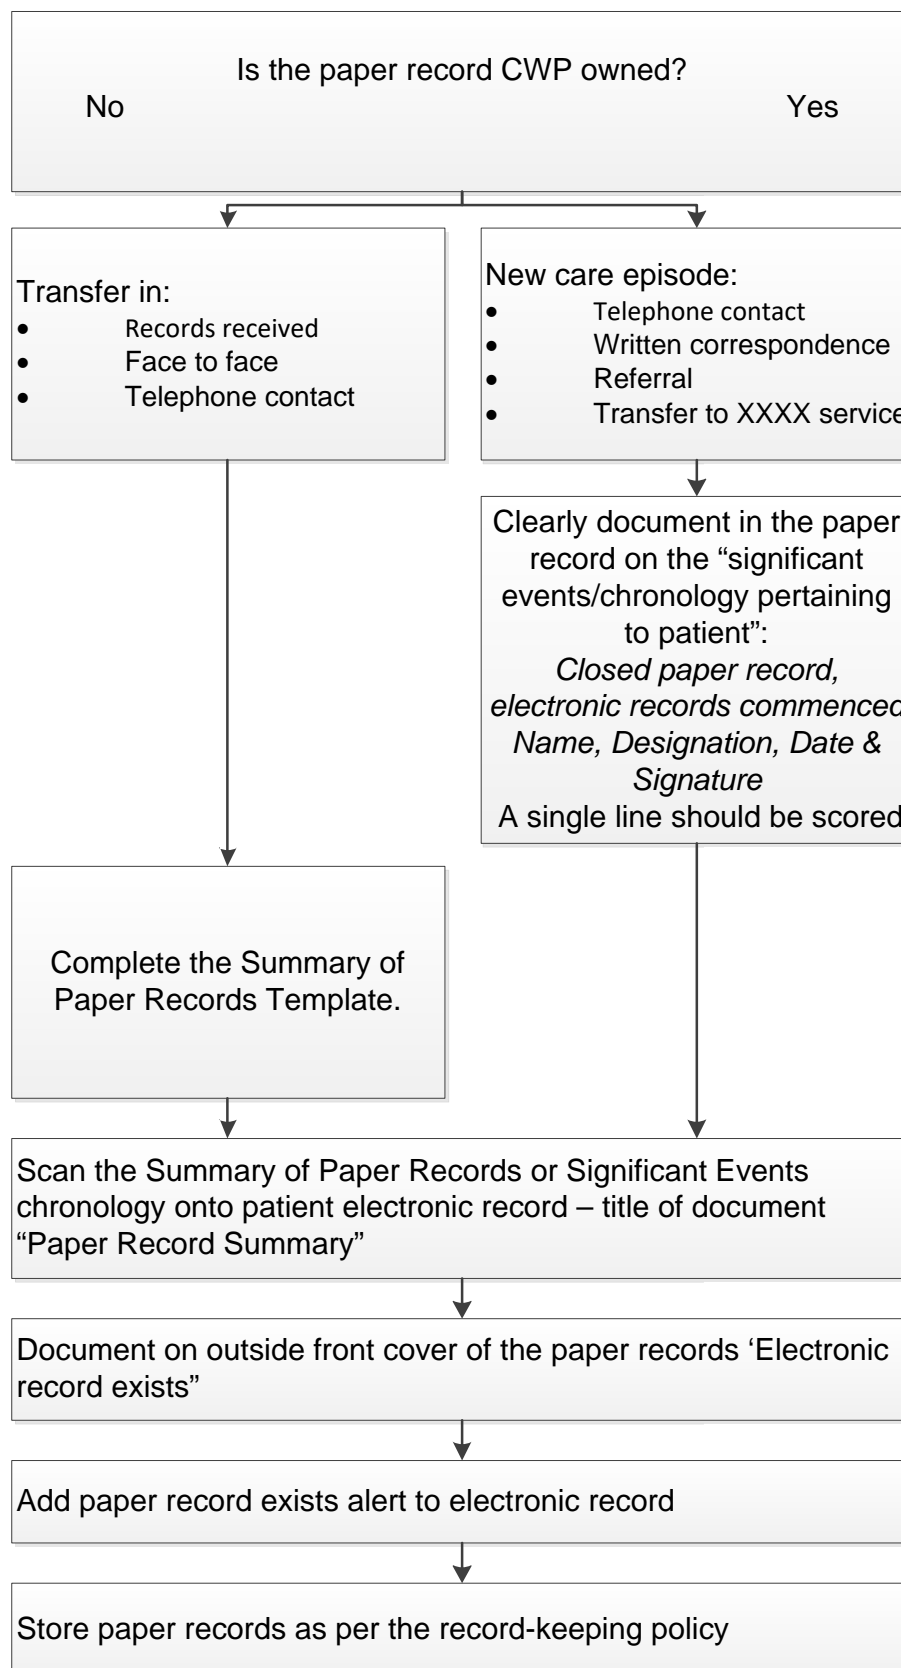 Is the paper record CWP owned?
No Yes
Transfer in:
• Records received
• Face to face
• Telephone contact
New care episode:
• Telephone contact
• Written correspondence
• Referral
• Transfer to XXXX service
Clearly document in the paper
record on the “significant
events/chronology pertaining
to patient”:
Closed paper record,
electronic records commenced
Name, Designation, Date &
Signature
A single line should be scored
Complete the Summary of
Paper Records Template.
Scan the Summary of Paper Records or Significant Events
chronology onto patient electronic record – title of document
“Paper Record Summary”
Document on outside front cover of the paper records ‘Electronic
record exists”
Add paper record exists alert to electronic record
Store paper records as per the record-keeping policy